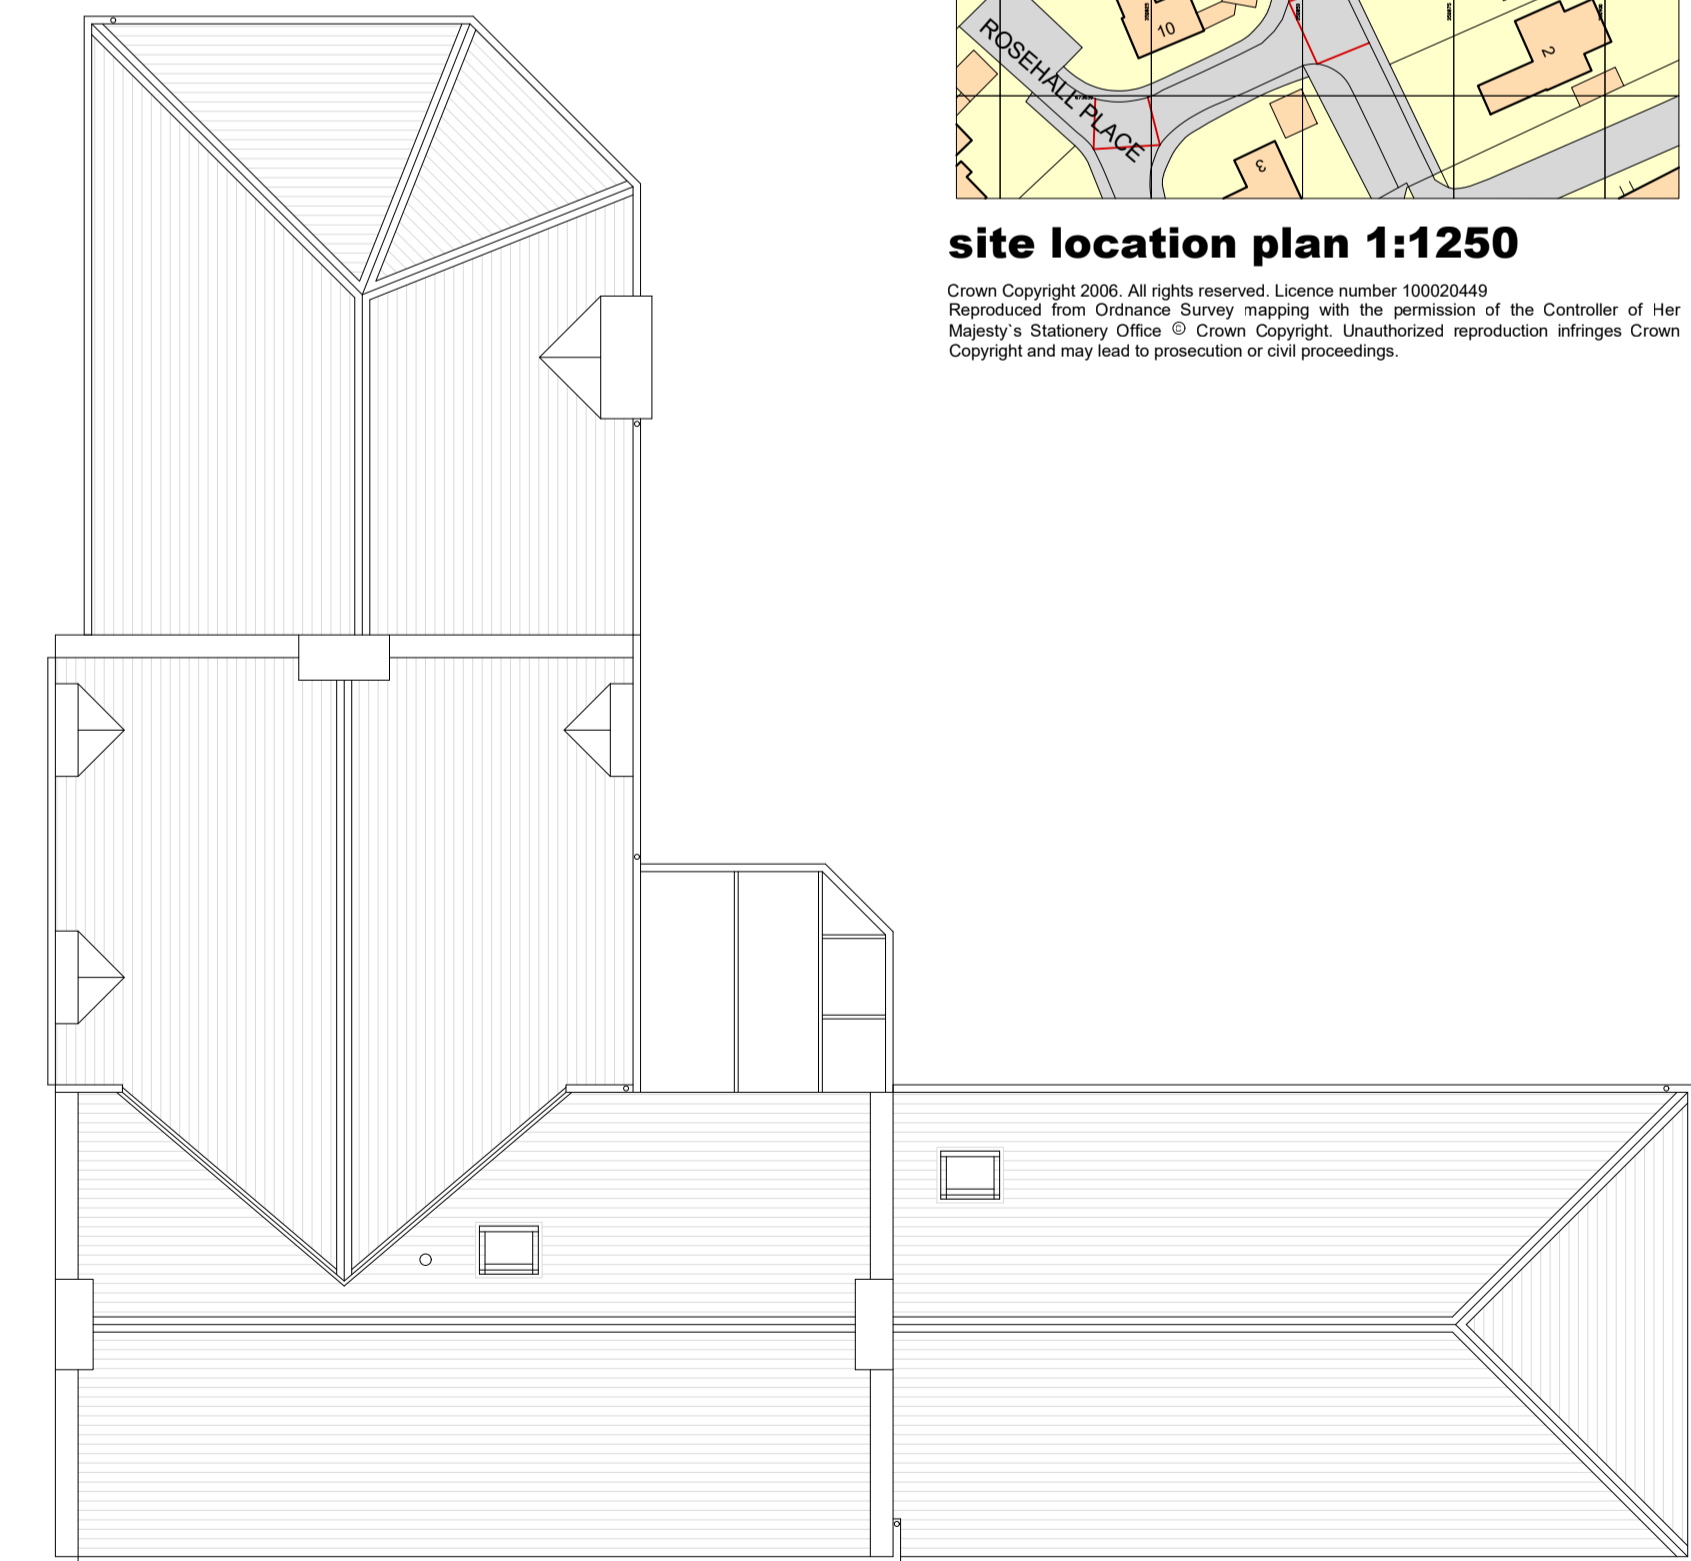 10
2
ROSEHALL PLACE
3
site location plan 1:1250
Crown Copyright 2006. All rights reserved. Licence number 100020449
Reproduced from Ordnance Survey mapping with the permission of the Controller of Her
Majesty`s Stationery Office © Crown Copyright. Unauthorized reproduction infringes Crown
Copyright and may lead to prosecution or civil proceedings.